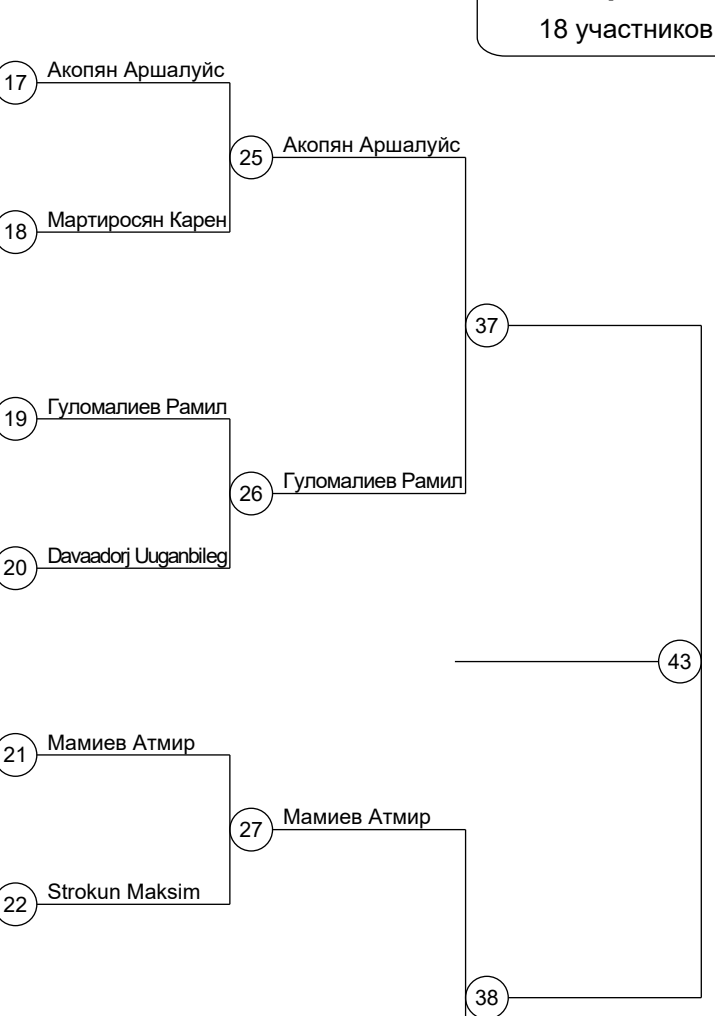 18 участников
17 Акопян Аршалуйс
25 Акопян Аршалуйс
18 Мартиросян Карен
37
19 Гуломалиев Рамил
26 Гуломалиев Рамил
20 Davaadorj Uuganbileg
43
21 Мамиев Атмир
27 Мамиев Атмир
22 Strokun Maksim
38